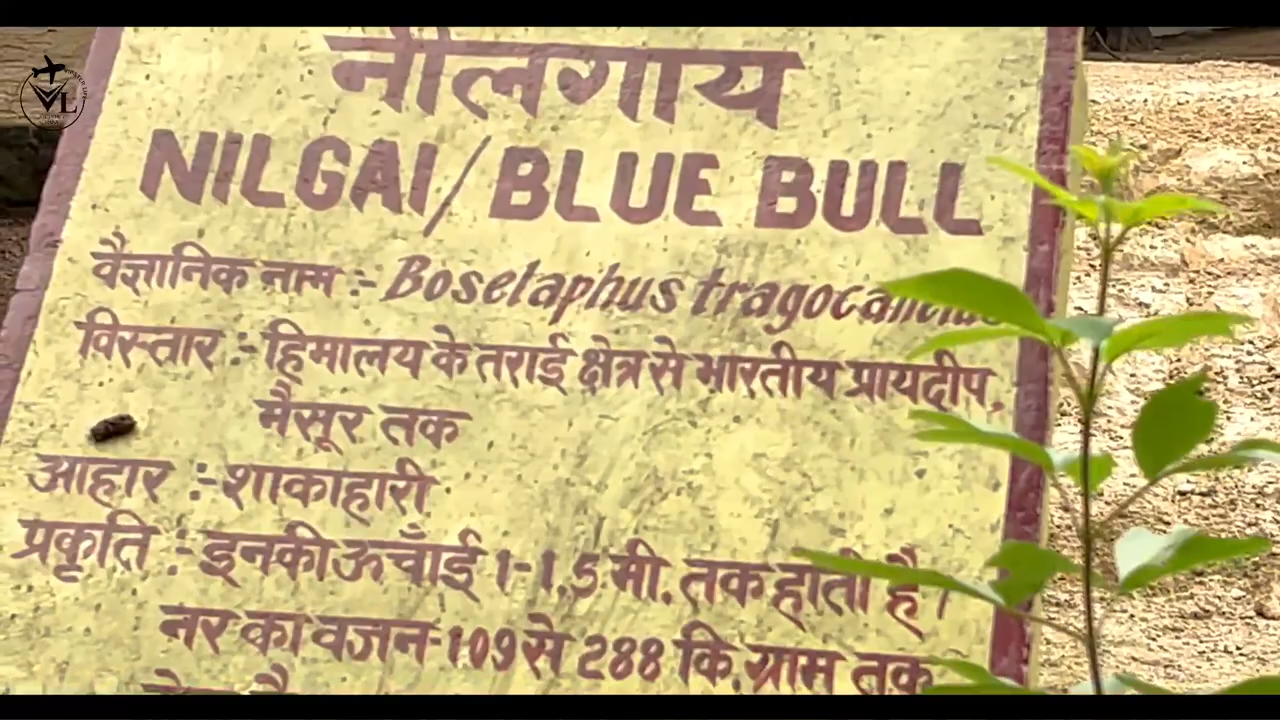 नीलगाय
NILGAI/BLUE BULL
वैज्ञानिक नाम :- Boselaphus
विस्तार :- हिमालय के तराई क्षेत्र से भारतीय प्रायदीप,
मैसूर तक
आहार :- शाकाहारी
प्रकृति :- इनकी ऊचाँई 1-1.5 मी. तक होती है।
नर का वजन-109 से 288 कि.ग्राम तक
VL